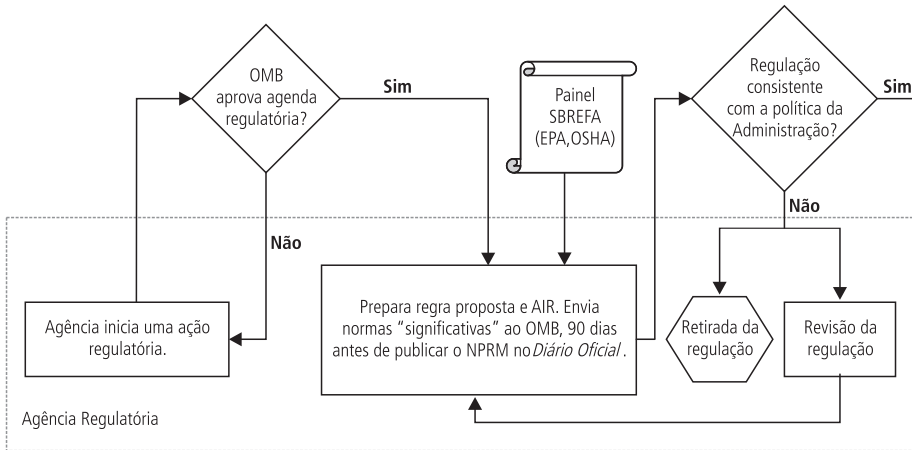 OMB
aprova agenda
regulatória?
Sim
Não
Agência inicia uma ação
regulatória.
Painel
SBREFA
(EPA,OSHA)
Prepara regra proposta e AIR. Envia
normas “significativas” ao OMB, 90 dias
antes de publicar o NPRM no Diário Oficial .
Regulação
consistente
com a política da
Administração?
Sim
Não
Retirada da
regulação
Revisão da
regulação
Agência Regulatória